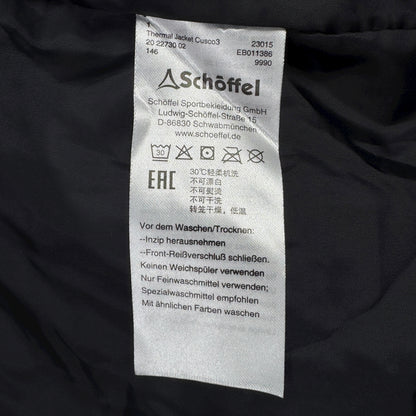 1
Thermal Jacket Cusco3 23015
20 22730 02 EB011386
146 9990
Schöffel
Schöffel Sportbekleidung GmbH
Ludwig-Schöffel-Straße 15
D-86830 Schwabmünchen
www.schoeffel.de
30
EAC
30℃轻柔机洗
不可漂白
不可熨烫
不可干洗
转笼干燥，低温
Vor dem Waschen/Trocknen:
--Inzip herausnehmen
--Front-Reißverschluß schließen.
Keinen Weichspüler verwenden
Nur Feinwaschmittel verwenden
Spezialwaschmittel empfohlen
Mit ähnlichen Farben waschen